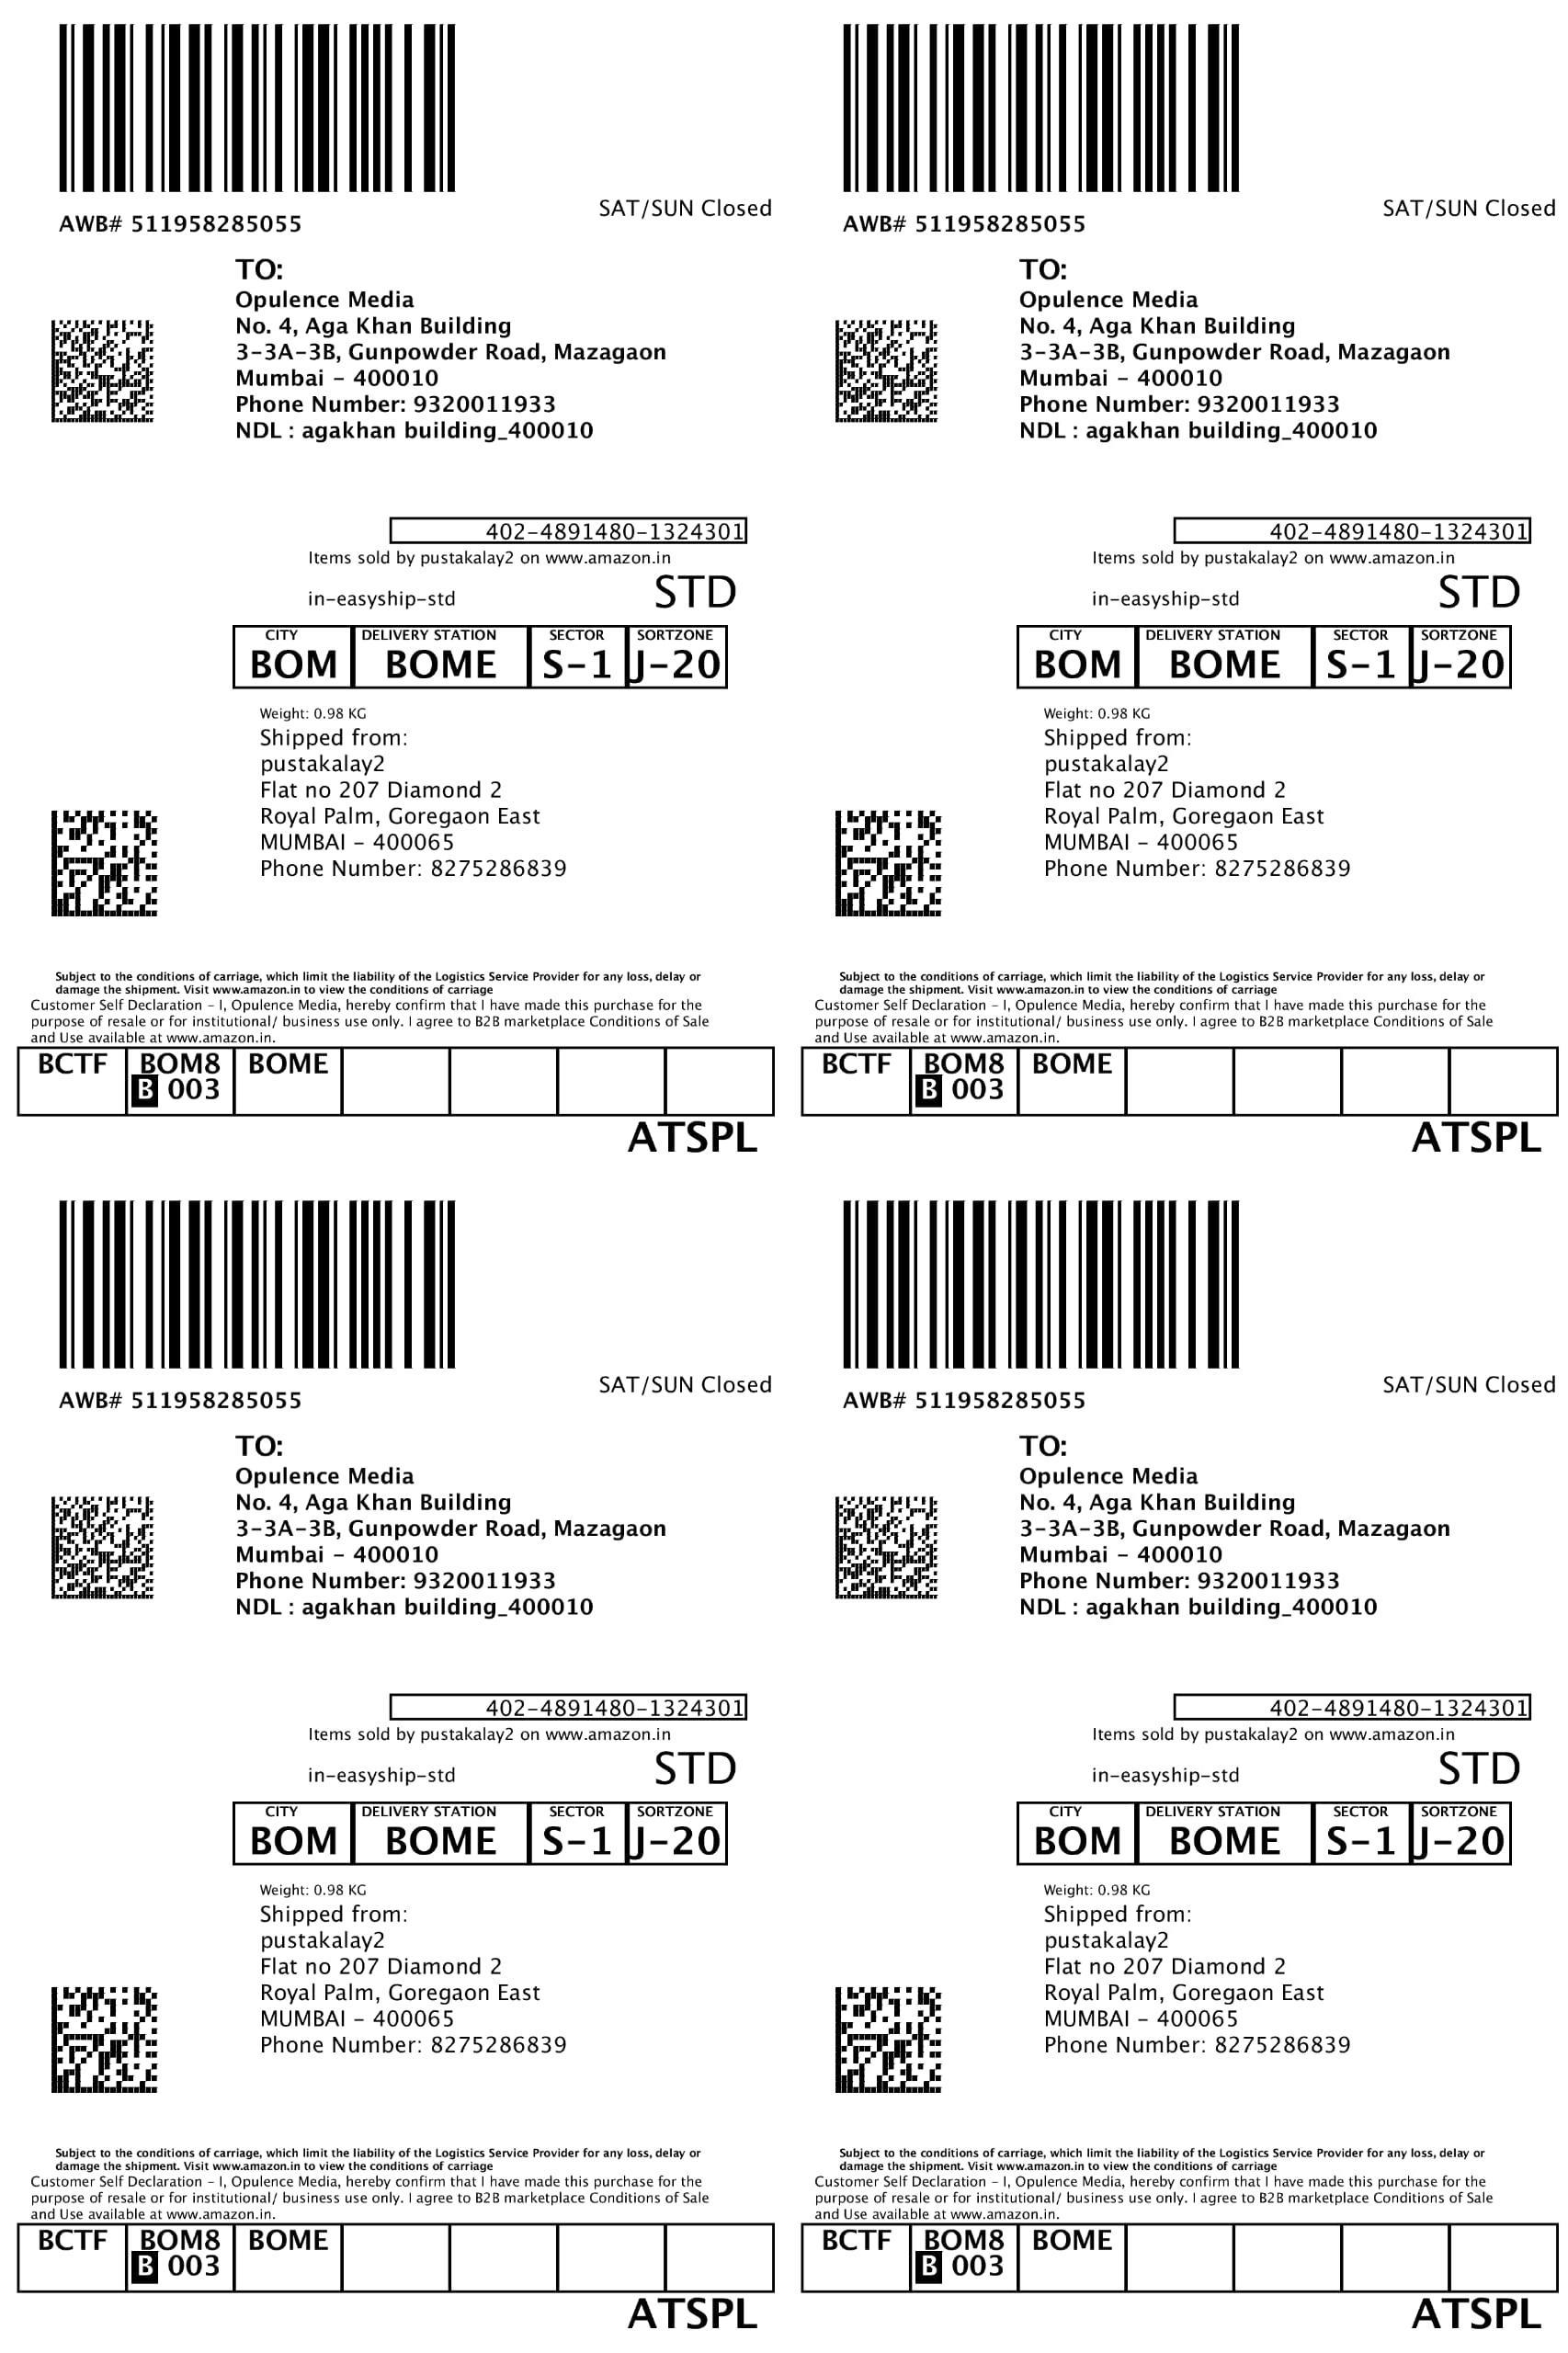 AWB# 511958285055
SAT/SUN Closed
TO:
Opulence Media
No. 4, Aga Khan Building
3-3A-3B, Gunpowder Road, Mazagaon
Mumbai - 400010
Phone Number: 9320011933
NDL : agakhan building_400010
402-4891480-1324301
Items sold by pustakalay2 on www.amazon.in
in-easyship-std STD
CITY DELIVERY STATION SECTOR SORTZONE
BOM BOME S-1 J-20
Weight: 0.98 KG
Shipped from:
pustakalay2
Flat no 207 Diamond 2
Royal Palm, Goregaon East
MUMBAI - 400065
Phone Number: 8275286839
Subject to the conditions of carriage, which limit the liability of the Logistics Service Provider for any loss, delay or
damage the shipment. Visit www.amazon.in to view the conditions of carriage
Customer Self Declaration - I, Opulence Media, hereby confirm that I have made this purchase for the
purpose of resale or for institutional/ business use only. I agree to B2B marketplace Conditions of Sale
and Use available at www.amazon.in.
BCTF BOM8 BOME
B 003
ATSPL
AWB# 511958285055
SAT/SUN Closed
TO:
Opulence Media
No. 4, Aga Khan Building
3-3A-3B, Gunpowder Road, Mazagaon
Mumbai - 400010
Phone Number: 9320011933
NDL : agakhan building_400010
402-4891480-1324301
Items sold by pustakalay2 on www.amazon.in
in-easyship-std STD
CITY DELIVERY STATION SECTOR SORTZONE
BOM BOME S-1 J-20
Weight: 0.98 KG
Shipped from:
pustakalay2
Flat no 207 Diamond 2
Royal Palm, Goregaon East
MUMBAI - 400065
Phone Number: 8275286839
Subject to the conditions of carriage, which limit the liability of the Logistics Service Provider for any loss, delay or
damage the shipment. Visit www.amazon.in to view the conditions of carriage
Customer Self Declaration - I, Opulence Media, hereby confirm that I have made this purchase for the
purpose of resale or for institutional/ business use only. I agree to B2B marketplace Conditions of Sale
and Use available at www.amazon.in.
BCTF BOM8 BOME
B 003
ATSPL
AWB# 511958285055
SAT/SUN Closed
TO:
Opulence Media
No. 4, Aga Khan Building
3-3A-3B, Gunpowder Road, Mazagaon
Mumbai - 400010
Phone Number: 9320011933
NDL : agakhan building_400010
402-4891480-1324301
Items sold by pustakalay2 on www.amazon.in
in-easyship-std STD
CITY DELIVERY STATION SECTOR SORTZONE
BOM BOME S-1 J-20
Weight: 0.98 KG
Shipped from:
pustakalay2
Flat no 207 Diamond 2
Royal Palm, Goregaon East
MUMBAI - 400065
Phone Number: 8275286839
Subject to the conditions of carriage, which limit the liability of the Logistics Service Provider for any loss, delay or
damage the shipment. Visit www.amazon.in to view the conditions of carriage
Customer Self Declaration - I, Opulence Media, hereby confirm that I have made this purchase for the
purpose of resale or for institutional/ business use only. I agree to B2B marketplace Conditions of Sale
and Use available at www.amazon.in.
BCTF BOM8 BOME
B 003
ATSPL
AWB# 511958285055
SAT/SUN Closed
TO:
Opulence Media
No. 4, Aga Khan Building
3-3A-3B, Gunpowder Road, Mazagaon
Mumbai - 400010
Phone Number: 9320011933
NDL : agakhan building_400010
402-4891480-1324301
Items sold by pustakalay2 on www.amazon.in
in-easyship-std STD
CITY DELIVERY STATION SECTOR SORTZONE
BOM BOME S-1 J-20
Weight: 0.98 KG
Shipped from:
pustakalay2
Flat no 207 Diamond 2
Royal Palm, Goregaon East
MUMBAI - 400065
Phone Number: 8275286839
Subject to the conditions of carriage, which limit the liability of the Logistics Service Provider for any loss, delay or
damage the shipment. Visit www.amazon.in to view the conditions of carriage
Customer Self Declaration - I, Opulence Media, hereby confirm that I have made this purchase for the
purpose of resale or for institutional/ business use only. I agree to B2B marketplace Conditions of Sale
and Use available at www.amazon.in.
BCTF BOM8 BOME
B 003
ATSPL